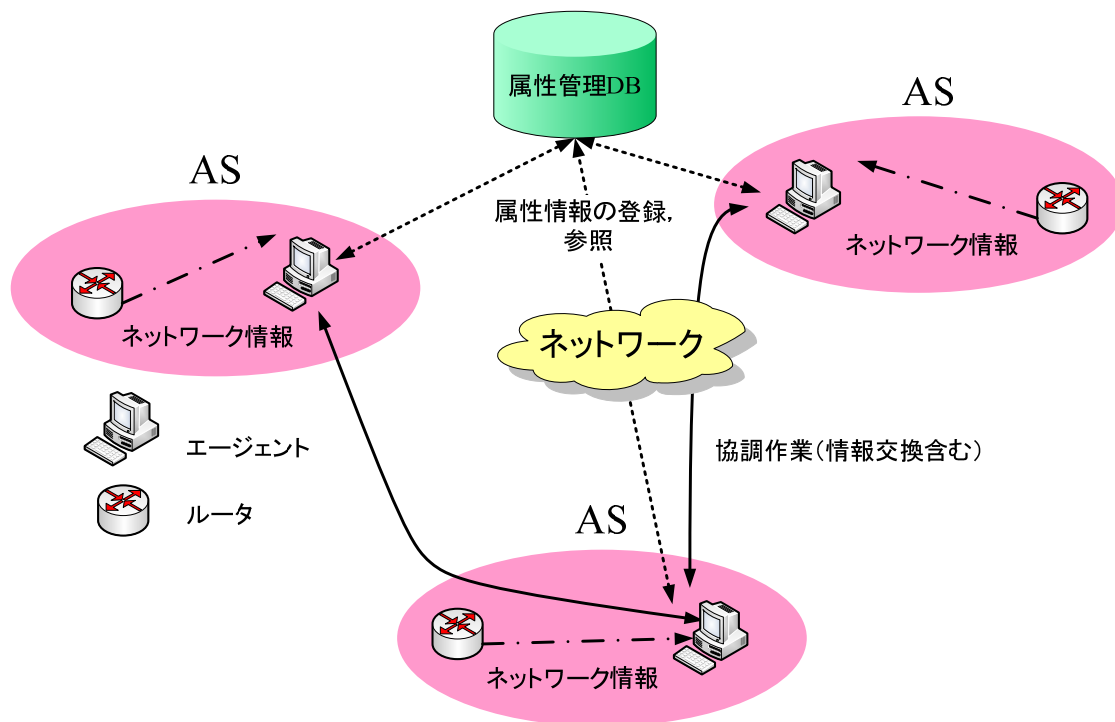 属性管理DB
AS
AS
属性情報の登録,
参照
ネットワーク情報
ネットワーク情報
ネットワーク
エージェント
協調作業(情報交換含む)
ルータ
AS
ネットワーク情報